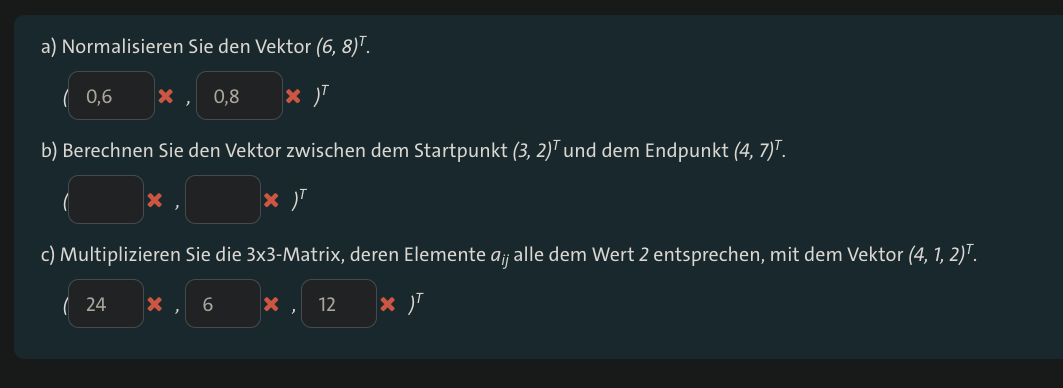 a) Normalisieren Sie den Vektor (6, 8)ᵀ.
( 0,6 ✖ , 0,8 ✖ )ᵀ
b) Berechnen Sie den Vektor zwischen dem Startpunkt (3, 2)ᵀ und dem Endpunkt (4, 7)ᵀ.
( ✖ , ✖ )ᵀ
c) Multiplizieren Sie die 3x3-Matrix, deren Elemente aᵢⱼ alle dem Wert 2 entsprechen, mit dem Vektor (4, 1, 2)ᵀ.
( 24 ✖ , 6 ✖ , 12 ✖ )ᵀ